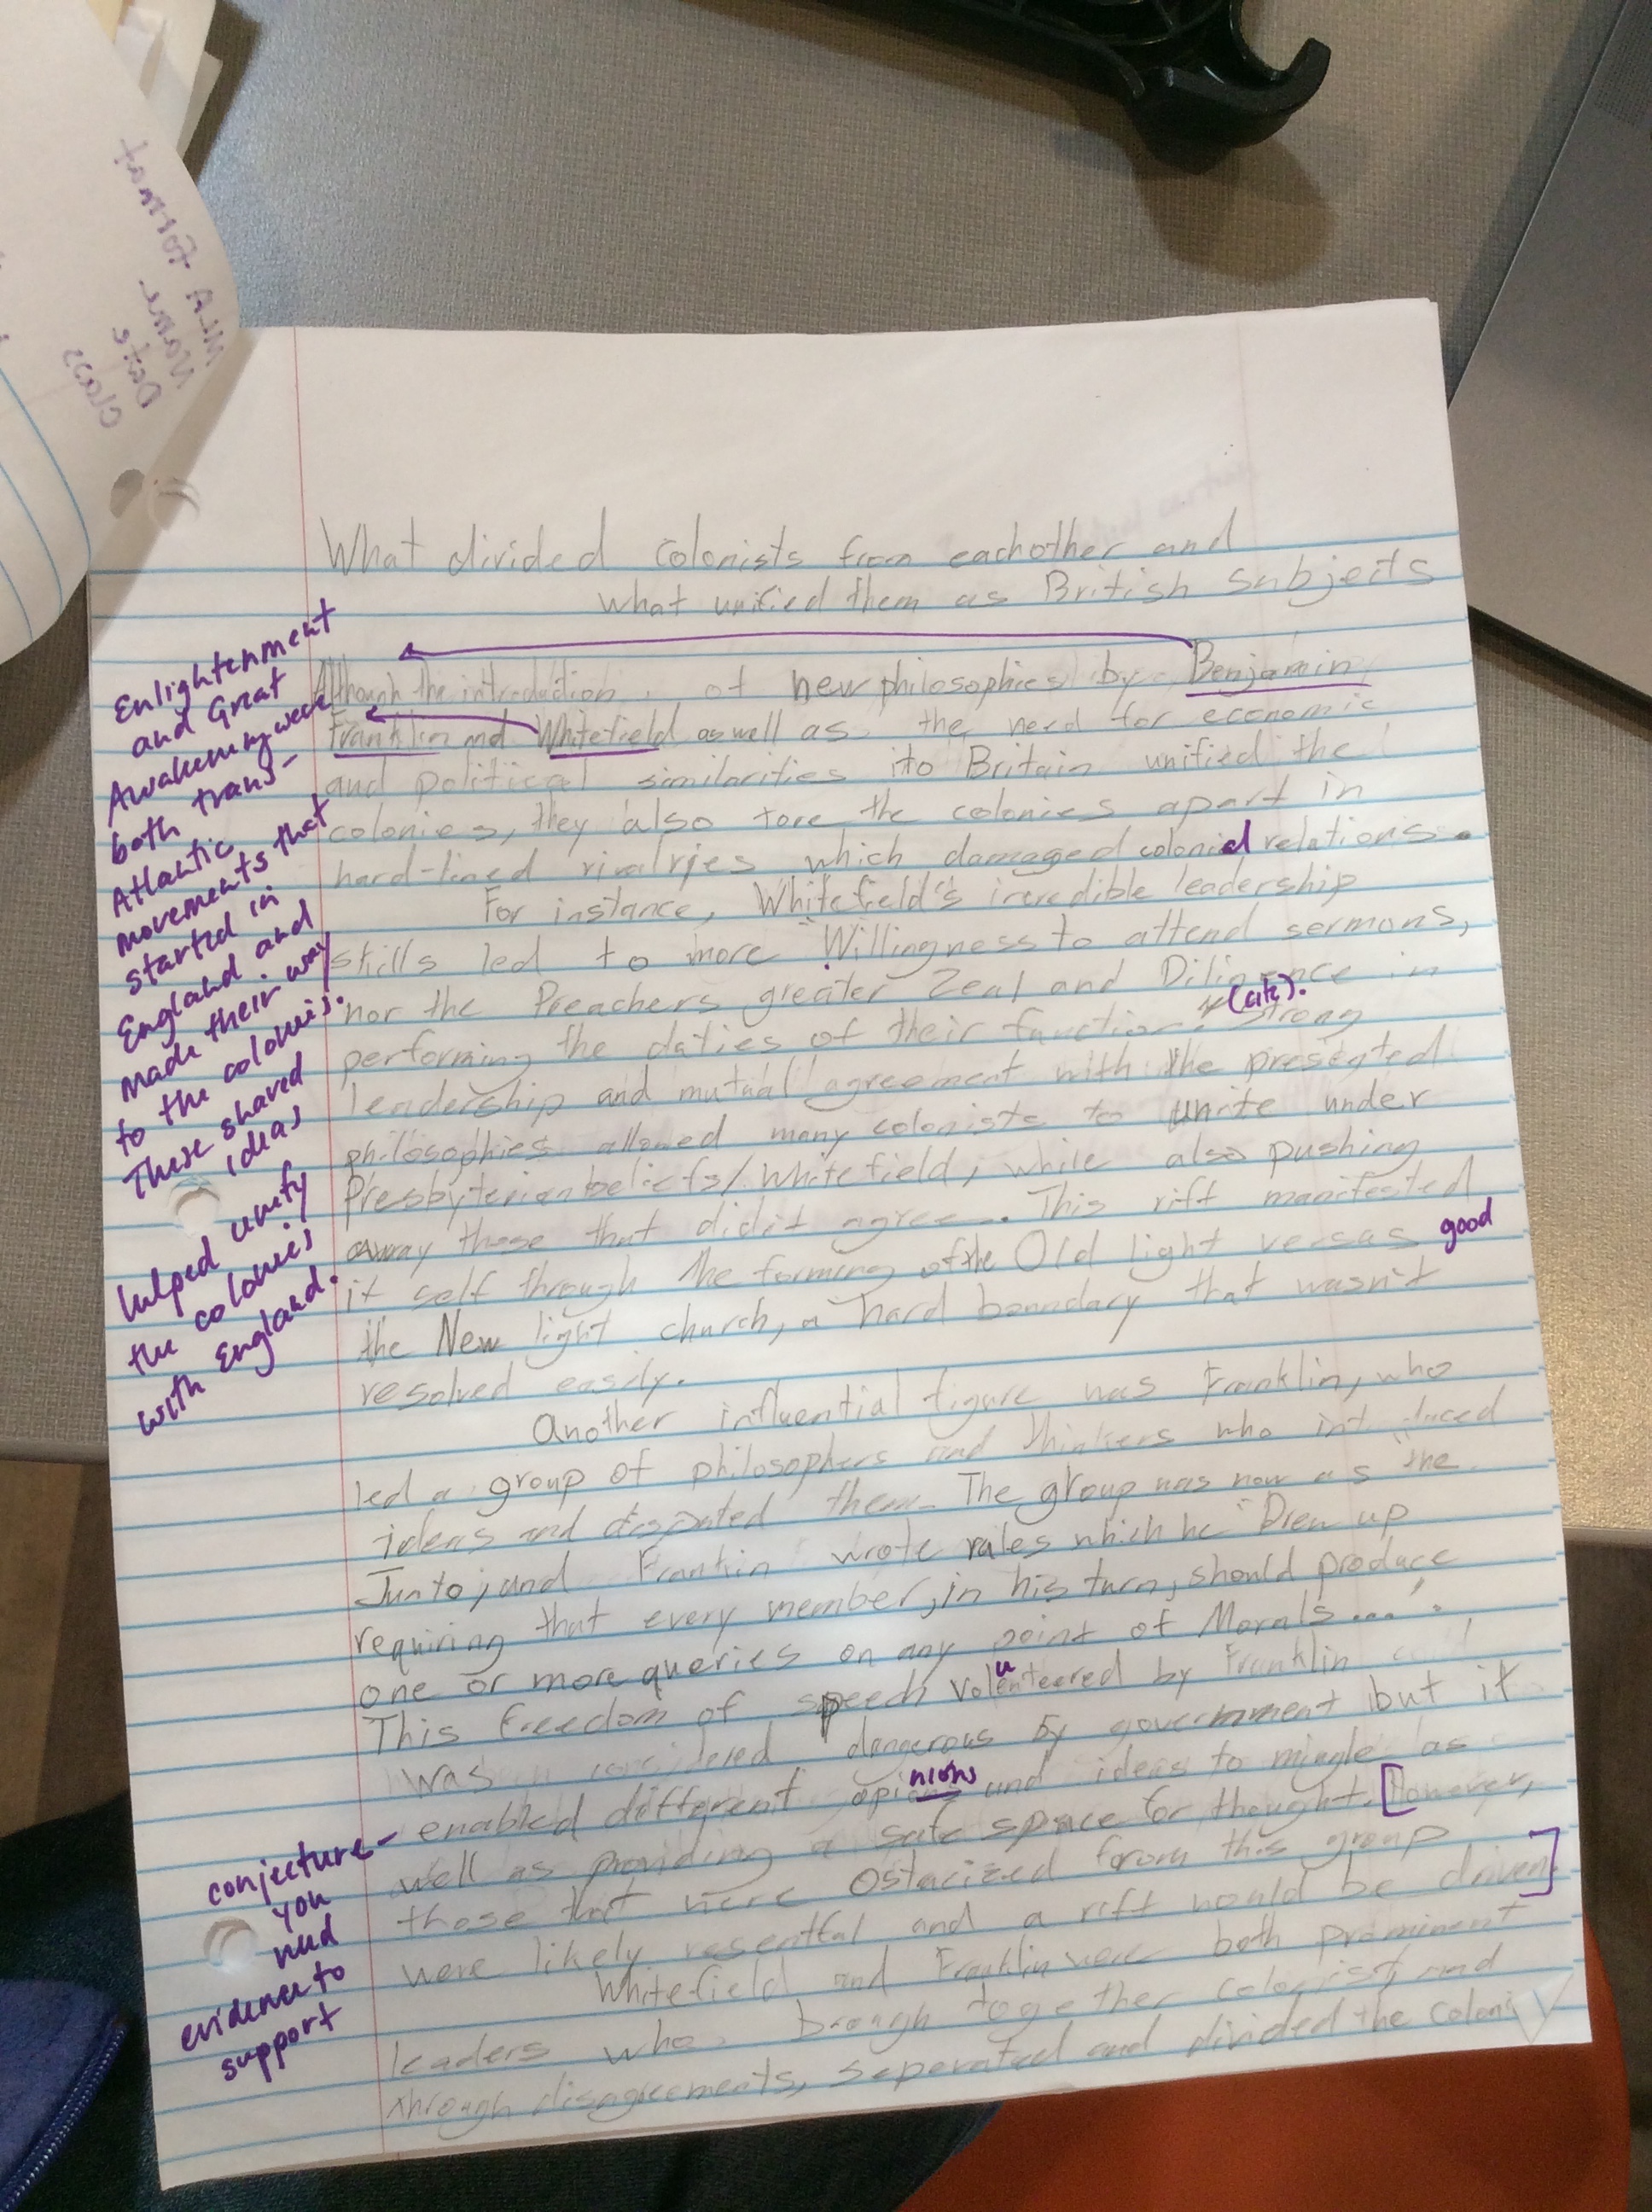 MLA Format
Name
Date
Class
What divided colonists from eachother and
what unified them as British Subjects
Although the introduction of new philosophies by Benjamin
Franklin and Whitefield as well as the need for economic
and political similarities to Britain unified the
colonies, they also tore the colonies apart in
hard-lined rivalries which damaged colonial relations.
For instance, Whitefield's incredible leadership
skills led to more "Willingness to attend sermons,
nor the Preachers greater Zeal and Diligence in
performing the duties of their function." (cite). Strong
leadership and mutual agreement with the presented
philosophies allowed many colonists to unite under
Presbyterian beliefs/Whitefield, while also pushing
away those that didn't agree. This rift manifested
it self through the forming of the Old light versus
the New light church, a hard boundary that wasn't
resolved easily.
Another influential figure was Franklin, who
led a group of philosophers and thinkers who
ideas and disputed them. The group was now as "the
Junto, and Franklin wrote rules which he "Drew up
requiring that every member, in his turn, should produce
one or more queries on any point of Morals..."
This freedom of speech volunteered by Franklin
was considered dangerous by government but it
enabled different opinions and ideas to mingle as
well as providing a safe space for thought. [However,
those that were Ostacized from this group
were likely resentful and a rift would be driven]
Whitefield and Franklin were both prominent
leaders who brough together colonist and
through disagreements, seperated and divided the
Enlightenment
and Great
Awakening were
both trans-
Atlantic
movements that
started in
England and
made their way
to the colonies.
These shared
ideas
helped unify
the colonies
with England.
good
conjecture-
you
need
evidence to
support